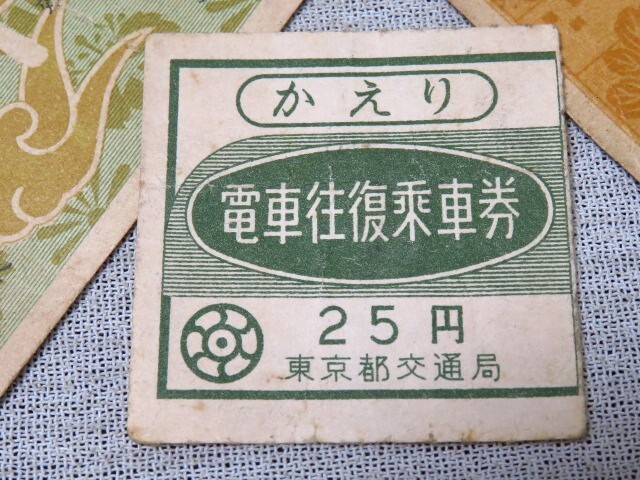 かえり
電車往復乗車券
25円
東京都交通局